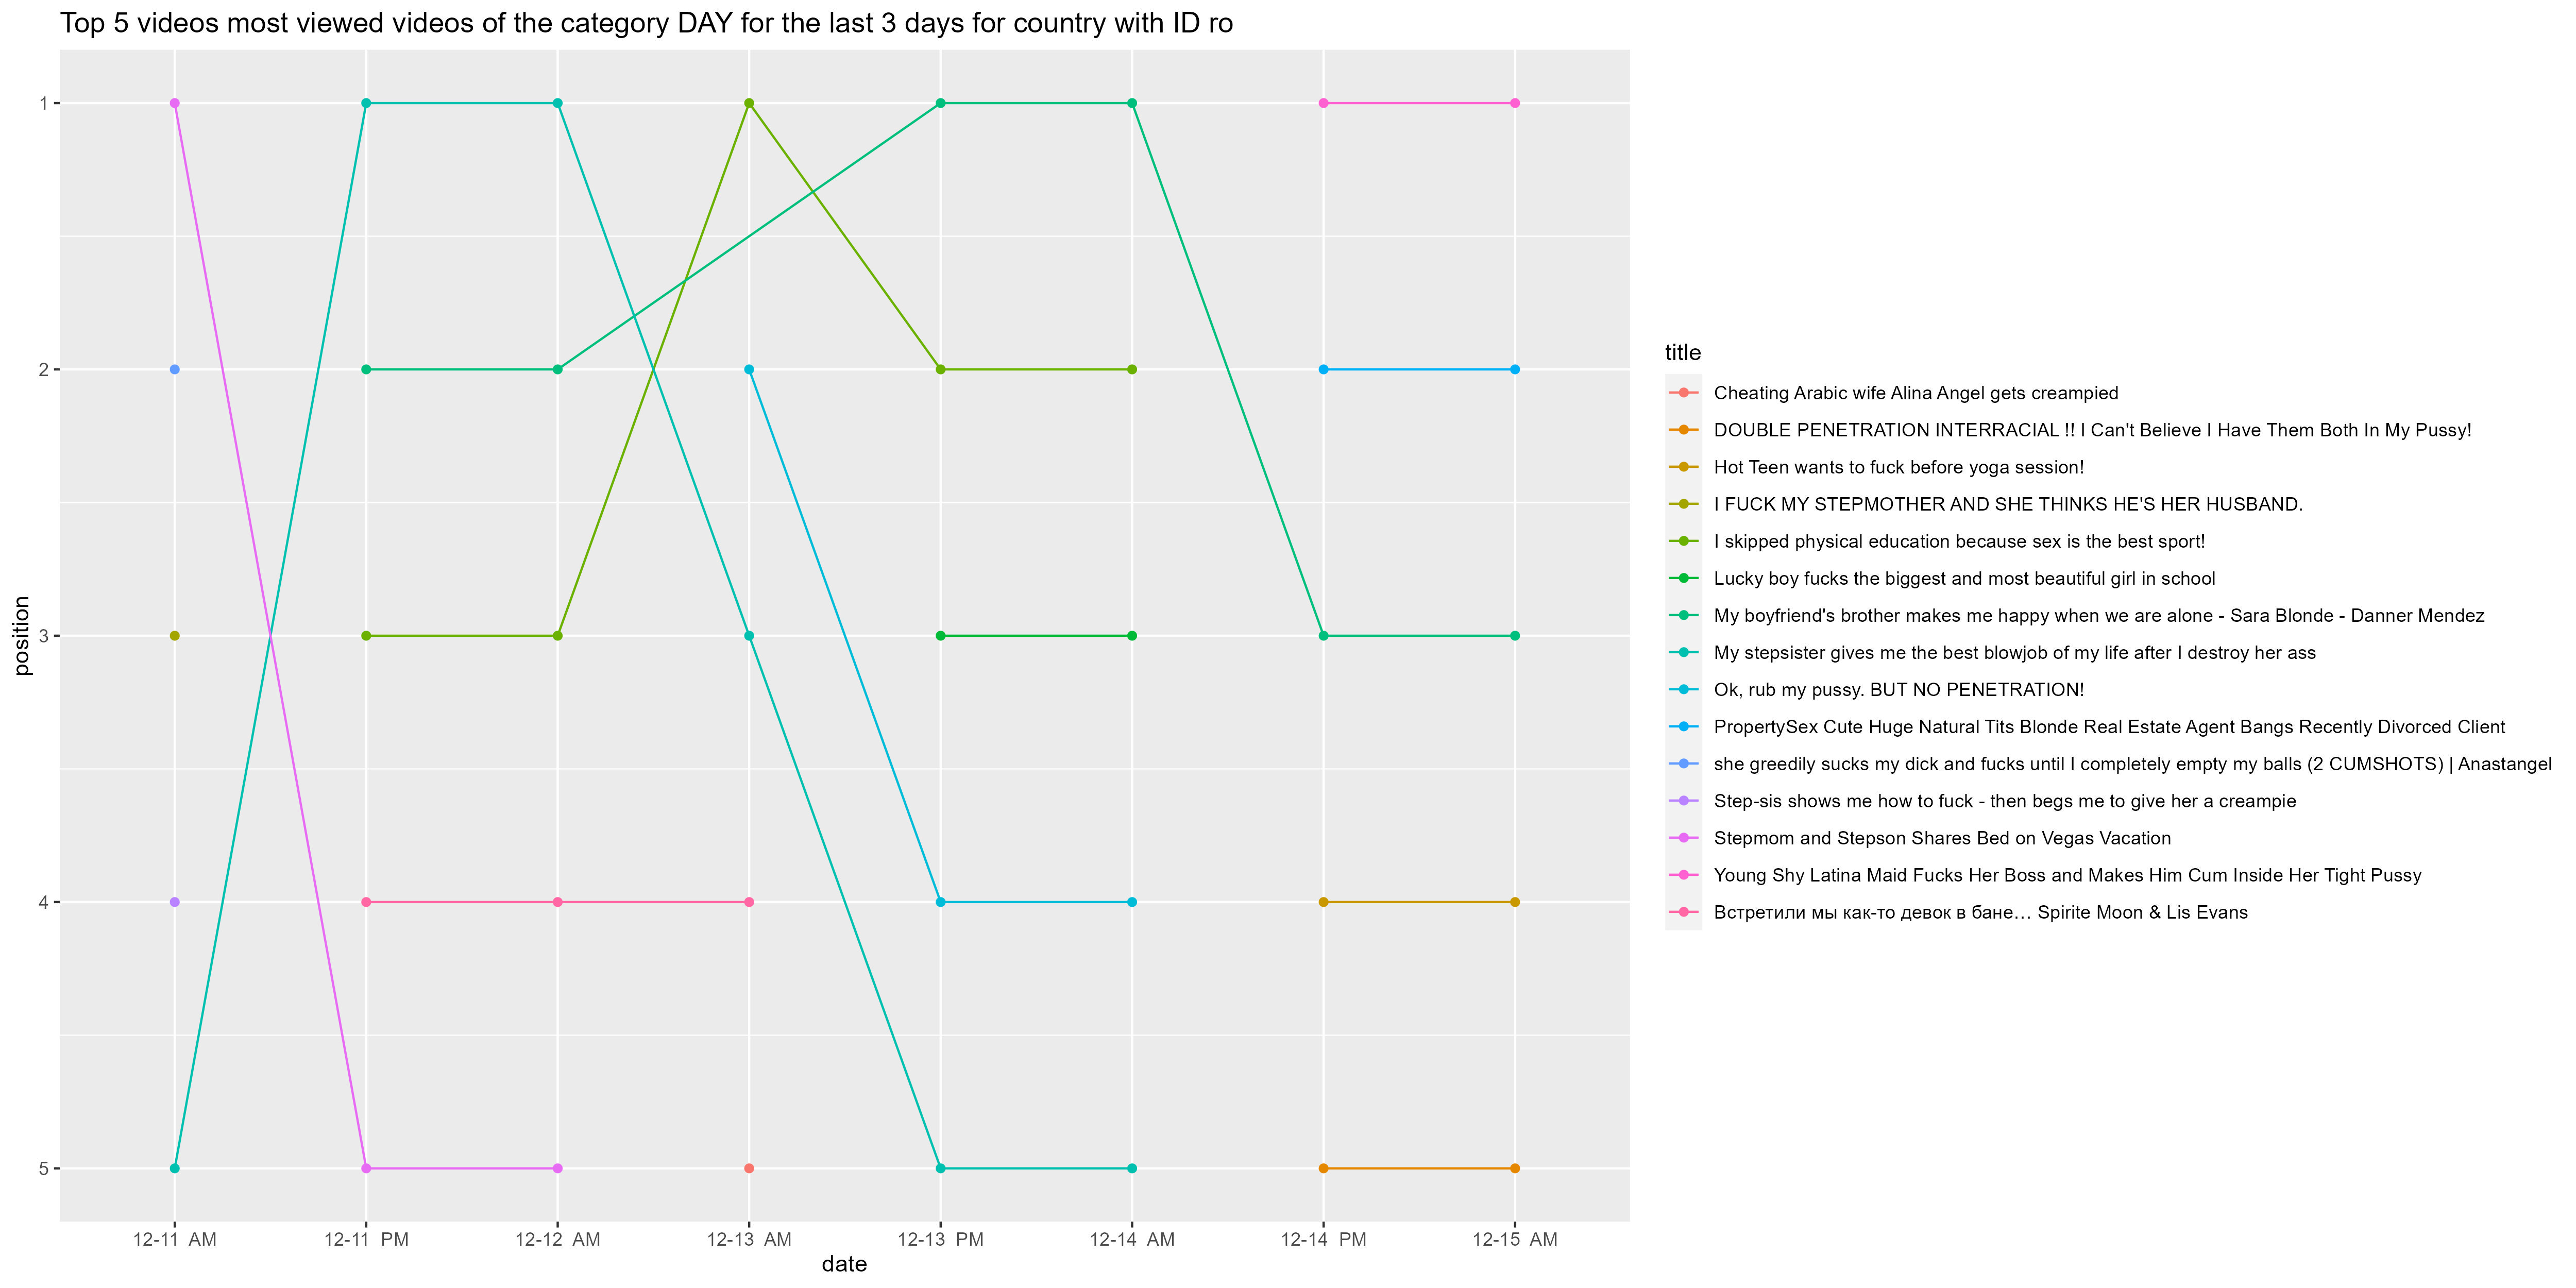 Top 5 videos most viewed videos of the category DAY for the last 3 days for country with ID ro
position
1
2
3
4
5
12-11 AM
12-11 PM
12-12 AM
12-13 AM
12-13 PM
12-14 AM
12-14 PM
12-15 AM
date
title
Cheating Arabic wife Alina Angel gets creampied
DOUBLE PENETRATION INTERRACIAL !! I Can't Believe I Have Them Both In My Pussy!
Hot Teen wants to fuck before yoga session!
I FUCK MY STEPMOTHER AND SHE THINKS HE'S HER HUSBAND.
I skipped physical education because sex is the best sport!
Lucky boy fucks the biggest and most beautiful girl in school
My boyfriend's brother makes me happy when we are alone - Sara Blonde - Danner Mendez
My stepsister gives me the best blowjob of my life after I destroy her ass
Ok, rub my pussy. BUT NO PENETRATION!
PropertySex Cute Huge Natural Tits Blonde Real Estate Agent Bangs Recently Divorced Client
she greedily sucks my dick and fucks until I completely empty my balls (2 CUMSHOTS) | Anastangel
Step-sis shows me how to fuck - then begs me to give her a creampie
Stepmom and Stepson Shares Bed on Vegas Vacation
Young Shy Latina Maid Fucks Her Boss and Makes Him Cum Inside Her Tight Pussy
Встретили мы как-то девок в бане… Spirite Moon & Lis Evans